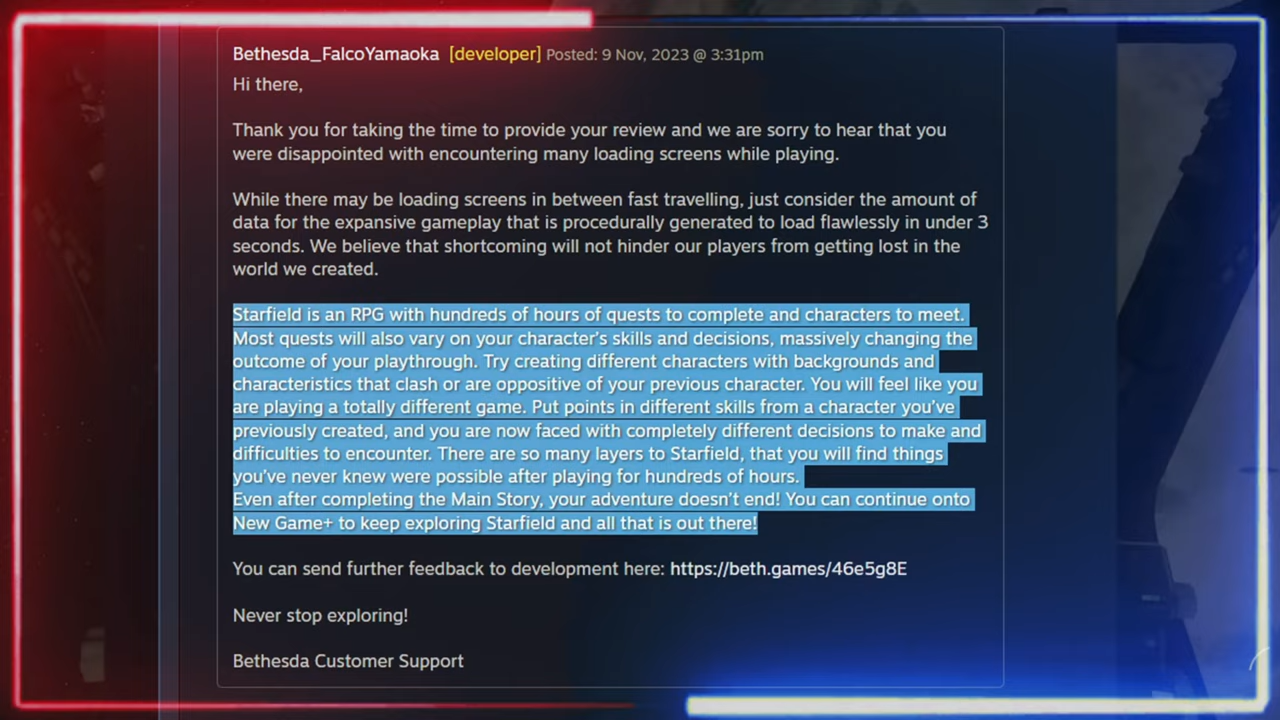 Bethesda_FalcoYamaoka [developer] Posted: 9 Nov, 2023 @ 3:31pm
Hi there,
Thank you for taking the time to provide your review and we are sorry to hear that you
were disappointed with encountering many loading screens while playing.
While there may be loading screens in between fast travelling, just consider the amount of
data for the expansive gameplay that is procedurally generated to load flawlessly in under 3
seconds. We believe that shortcoming will not hinder our players from getting lost in the
world we created.
Starfield is an RPG with hundreds of hours of quests to complete and characters to meet.
Most quests will also vary on your character's skills and decisions, massively changing the
outcome of your playthrough. Try creating different characters with backgrounds and
characteristics that clash or are oppositive of your previous character. You will feel like you
are playing a totally different game. Put points in different skills from a character you've
previously created, and you are now faced with completely different decisions to make and
difficulties to encounter. There are so many layers to Starfield, that you will find things
you've never knew were possible after playing for hundreds of hours.
Even after completing the Main Story, your adventure doesn't end! You can continue onto
New Game+ to keep exploring Starfield and all that is out there!
You can send further feedback to development here: https://beth.games/46e5g8E
Never stop exploring!
Bethesda Customer Support